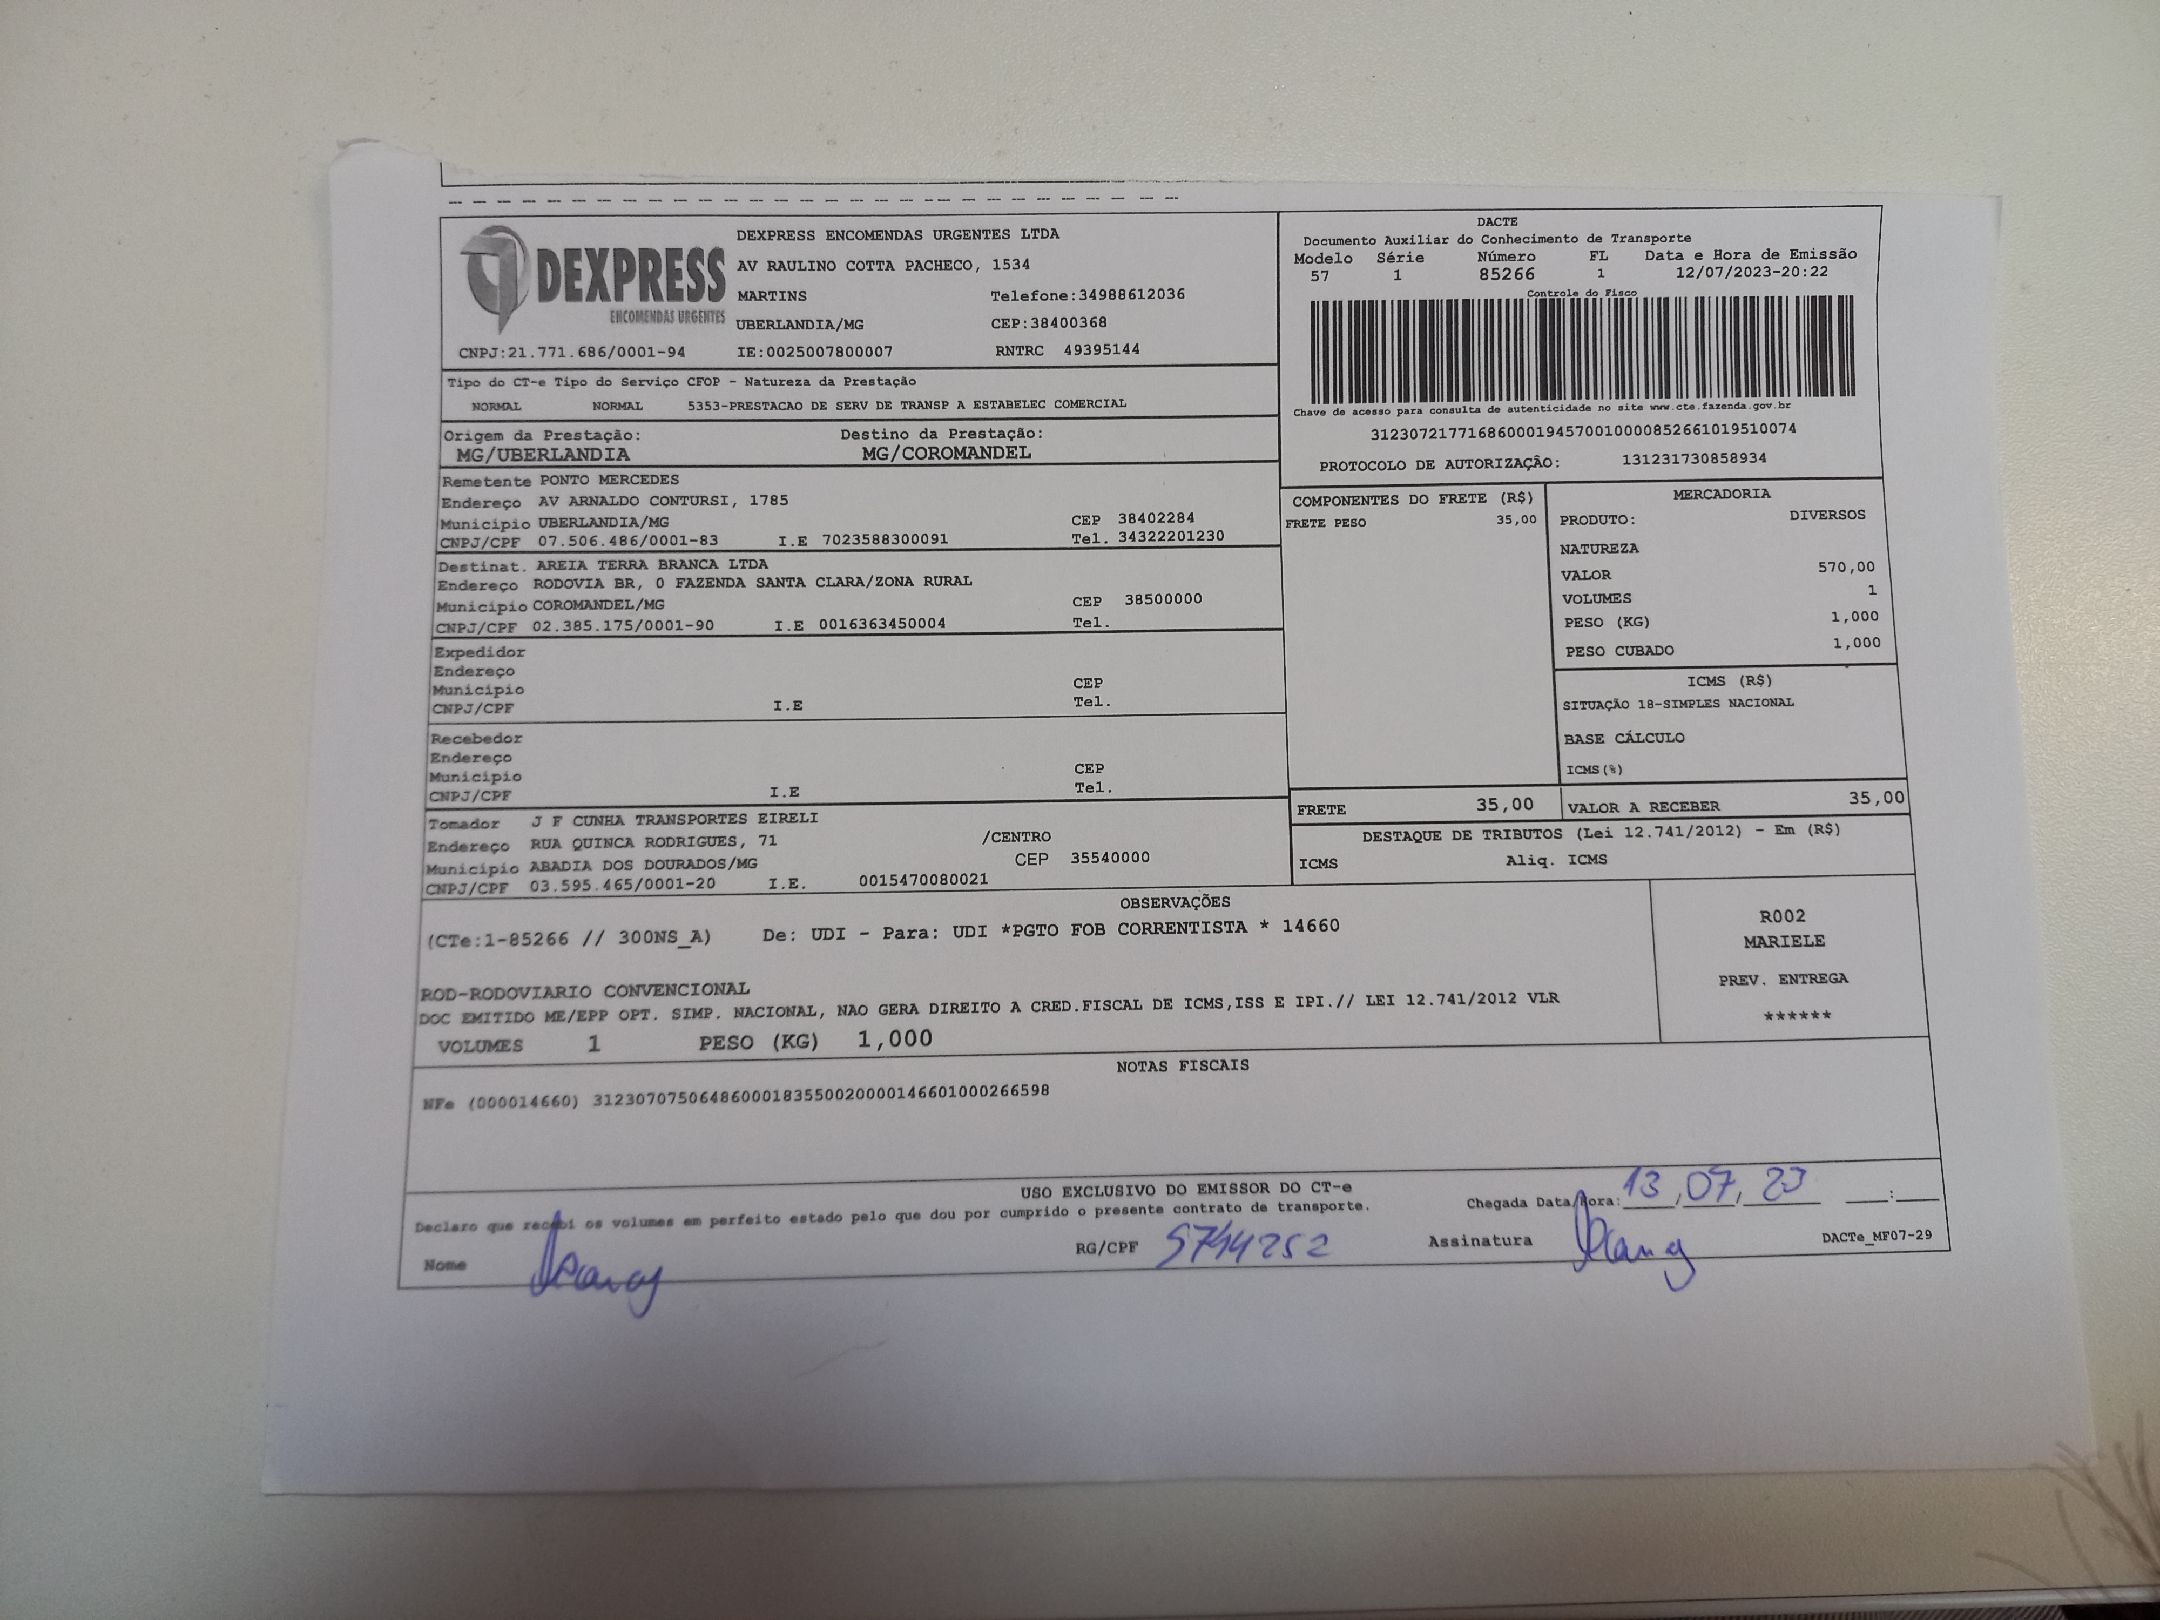 DEXPRESS
ENCOMENDAS URGENTES
DEXPRESS ENCOMENDAS URGENTES LTDA
AV RAULINO COTTA PACHECO, 1534
MARTINS Telefone:34988612036
UBERLANDIA/MG CEP:38400368
CNPJ:21.771.686/0001-94 IE:0025007800007 RNTRC 49395144
DACTE
Documento Auxiliar do Conhecimento de Transporte
Modelo Série Número FL Data e Hora de Emissão
57 1 85266 1 12/07/2023-20:22
Controle do Fisco
Chave de acesso para consulta de autenticidade no site www.cte.fazenda.gov.br
31230721771686000194570010000852661019510074
PROTOCOLO DE AUTORIZAÇÃO: 131231730858934
Tipo do CT-e Tipo do Serviço CFOP - Natureza da Prestação
NORMAL NORMAL 5353-PRESTACAO DE SERV DE TRANSP A ESTABELEC COMERCIAL
Origem da Prestação: Destino da Prestação:
MG/UBERLANDIA MG/COROMANDEL
Remetente PONTO MERCEDES
Endereço AV ARNALDO CONTURSI, 1785
Municipio UBERLANDIA/MG CEP 38402284
CNPJ/CPF 07.506.486/0001-83 I.E 7023588300091 Tel. 34322201230
Destinat. AREIA TERRA BRANCA LTDA
Endereço RODOVIA BR, 0 FAZENDA SANTA CLARA/ZONA RURAL
Municipio COROMANDEL/MG CEP 38500000
CNPJ/CPF 02.385.175/0001-90 I.E 0016363450004 Tel.
Expedidor
Endereço
Municipio CEP
CNPJ/CPF I.E Tel.
Recebedor
Endereço
Municipio CEP
CNPJ/CPF I.E Tel.
Tomador J F CUNHA TRANSPORTES EIRELI
Endereço RUA QUINCA RODRIGUES, 71 /CENTRO
Municipio ABADIA DOS DOURADOS/MG CEP 35540000
CNPJ/CPF 03.595.465/0001-20 I.E. 0015470080021
COMPONENTES DO FRETE (R$)
FRETE PESO 35,00
MERCADORIA
PRODUTO: DIVERSOS
NATUREZA
VALOR 570,00
VOLUMES 1
PESO (KG) 1,000
PESO CUBADO 1,000
ICMS (R$)
SITUAÇÃO 18-SIMPLES NACIONAL
BASE CÁLCULO
ICMS(%)
FRETE 35,00 VALOR A RECEBER 35,00
DESTAQUE DE TRIBUTOS (Lei 12.741/2012) - Em (R$)
ICMS Aliq. ICMS
OBSERVAÇÕES
(CTe:1-85266 // 300NS_A) De: UDI - Para: UDI *PGTO FOB CORRENTISTA * 14660
ROD-RODOVIARIO CONVENCIONAL
DOC EMITIDO ME/EPP OPT. SIMP. NACIONAL, NAO GERA DIREITO A CRED.FISCAL DE ICMS,ISS E IPI.// LEI 12.741/2012 VLR
VOLUMES 1 PESO (KG) 1,000
R002
MARIELE
PREV. ENTREGA
******
NOTAS FISCAIS
NFe (000014660) 31230707506486000183550020000146601000266598
USO EXCLUSIVO DO EMISSOR DO CT-e
Declaro que recebi os volumes em perfeito estado pelo que dou por cumprido o presente contrato de transporte.
Chegada Data/Hora: 13, 07, 23 __:__
Nome RG/CPF 5744252 Assinatura DACTe_MF07-29